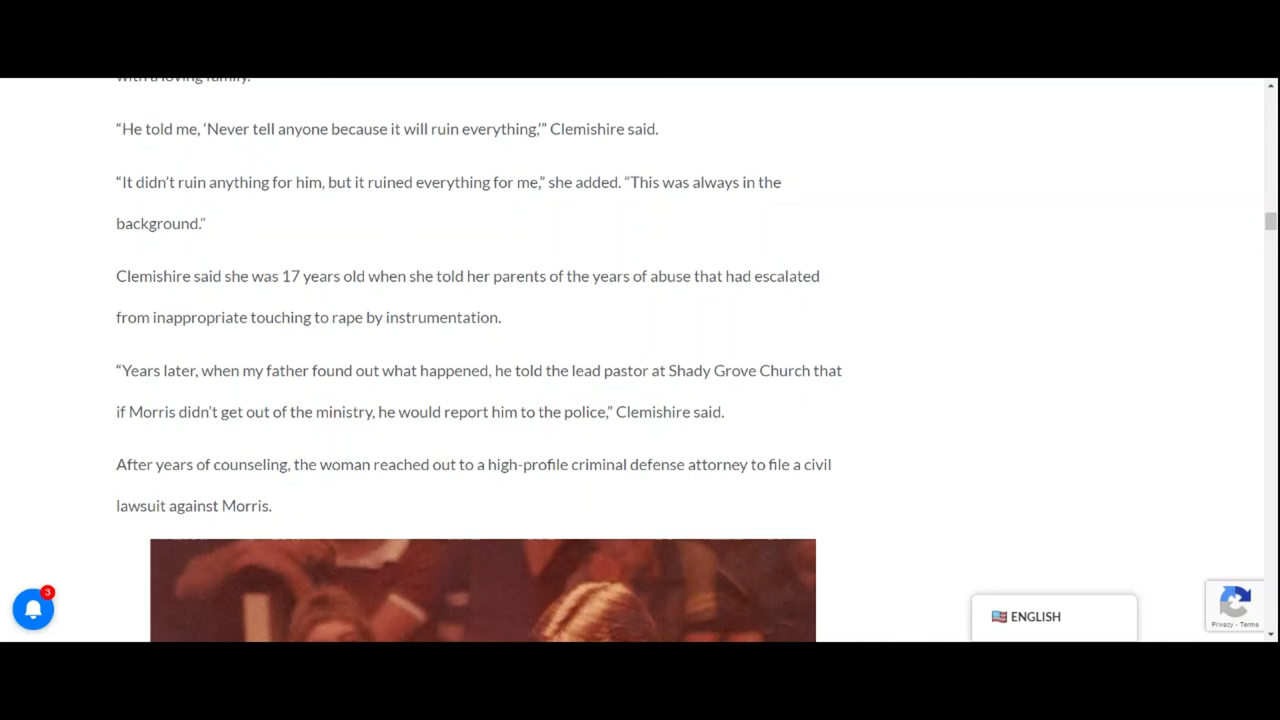 with a loving family.
“He told me, ‘Never tell anyone because it will ruin everything,’” Clemishire said.
“It didn’t ruin anything for him, but it ruined everything for me,” she added. “This was always in the
background.”
Clemishire said she was 17 years old when she told her parents of the years of abuse that had escalated
from inappropriate touching to rape by instrumentation.
“Years later, when my father found out what happened, he told the lead pastor at Shady Grove Church that
if Morris didn’t get out of the ministry, he would report him to the police,” Clemishire said.
After years of counseling, the woman reached out to a high-profile criminal defense attorney to file a civil
lawsuit against Morris.
3
ENGLISH
Privacy - Terms